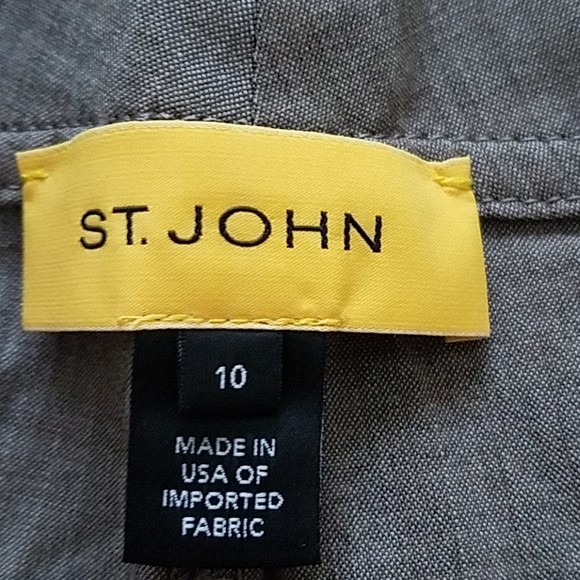 ST. JOHN
10
MADE IN
USA OF
IMPORTED
FABRIC